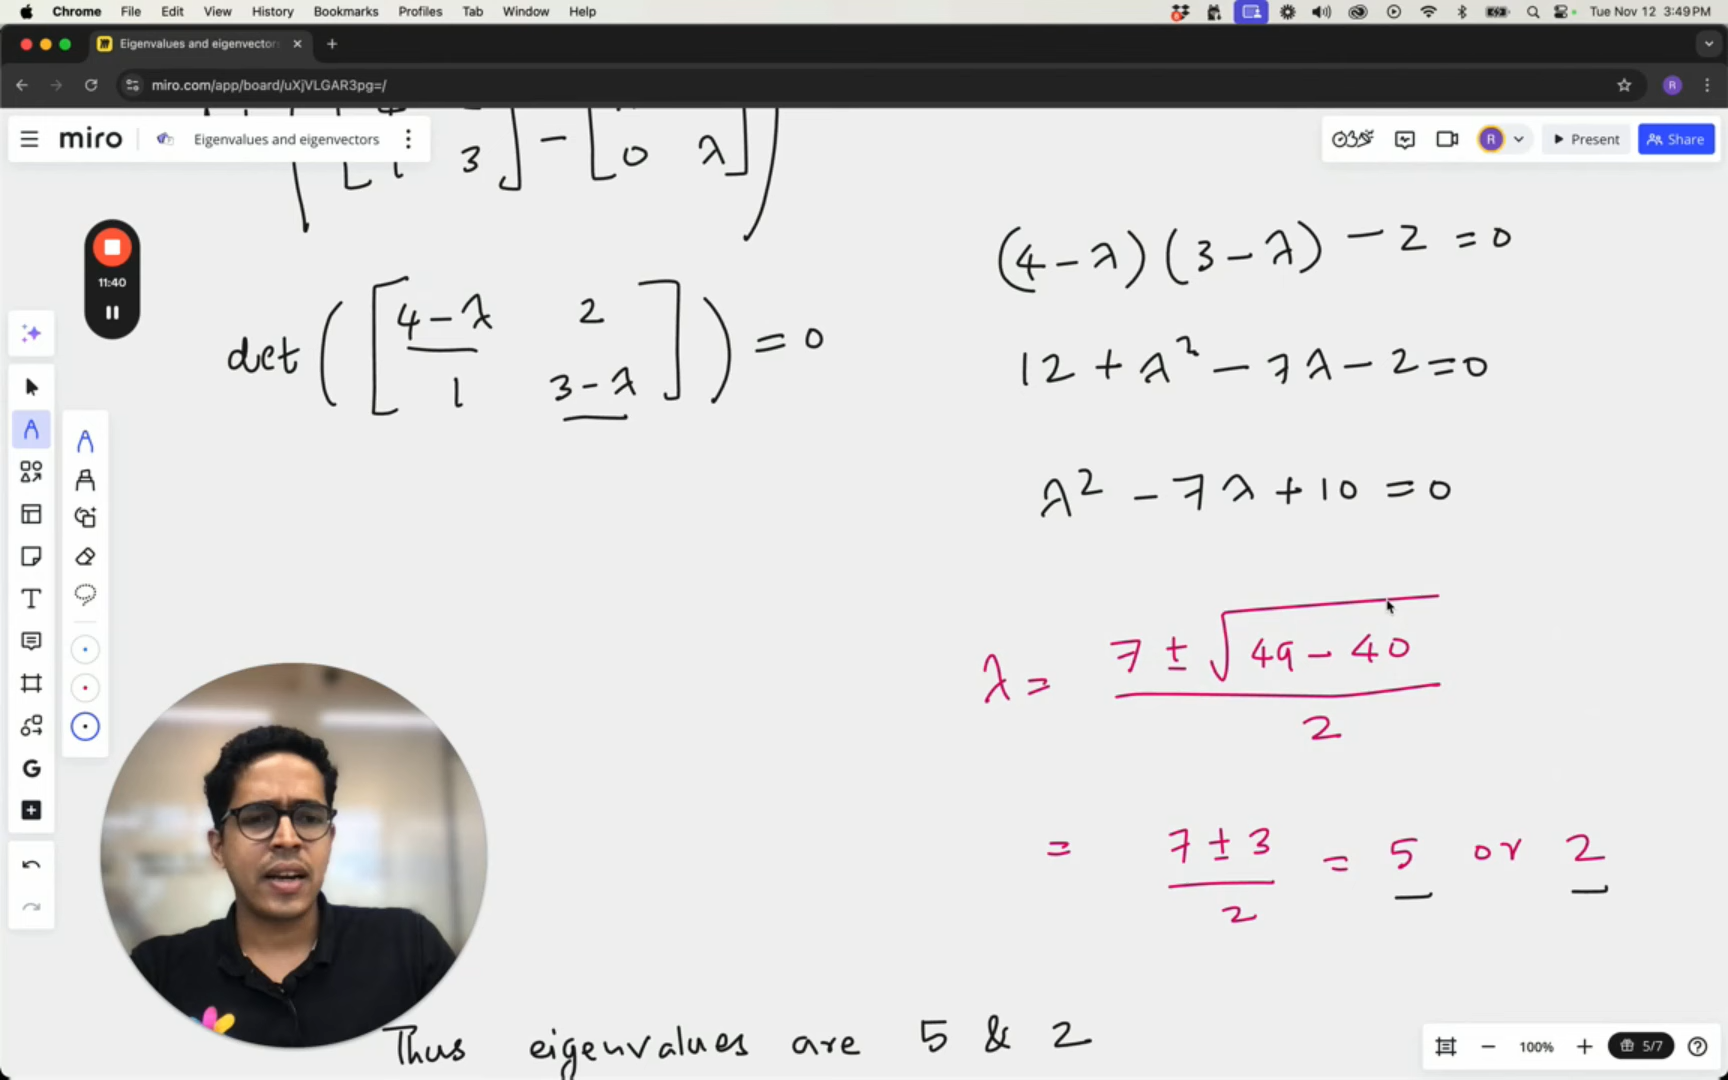 Chrome File Edit View History Bookmarks Profiles Tab Window Help Tue Nov 12 3:49 PM
Eigenvalues and eigenvector
miro.com/app/board/uXjVLGAR3pg=/ R
miro Eigenvalues and eigenvectors R Present Share
3 ] - [ 0 λ ] )
11:40
(4-λ)(3-λ) - 2 = 0
det ( [ 4-λ 2
1 3-λ ] ) = 0
12 + λ² - 7λ - 2 = 0
λ² - 7λ + 10 = 0
λ = 7 ± √49 - 40
2
= 7 ± 3 = 5 or 2
2
Thus eigenvalues are 5 & 2
T
G
100% 5/7